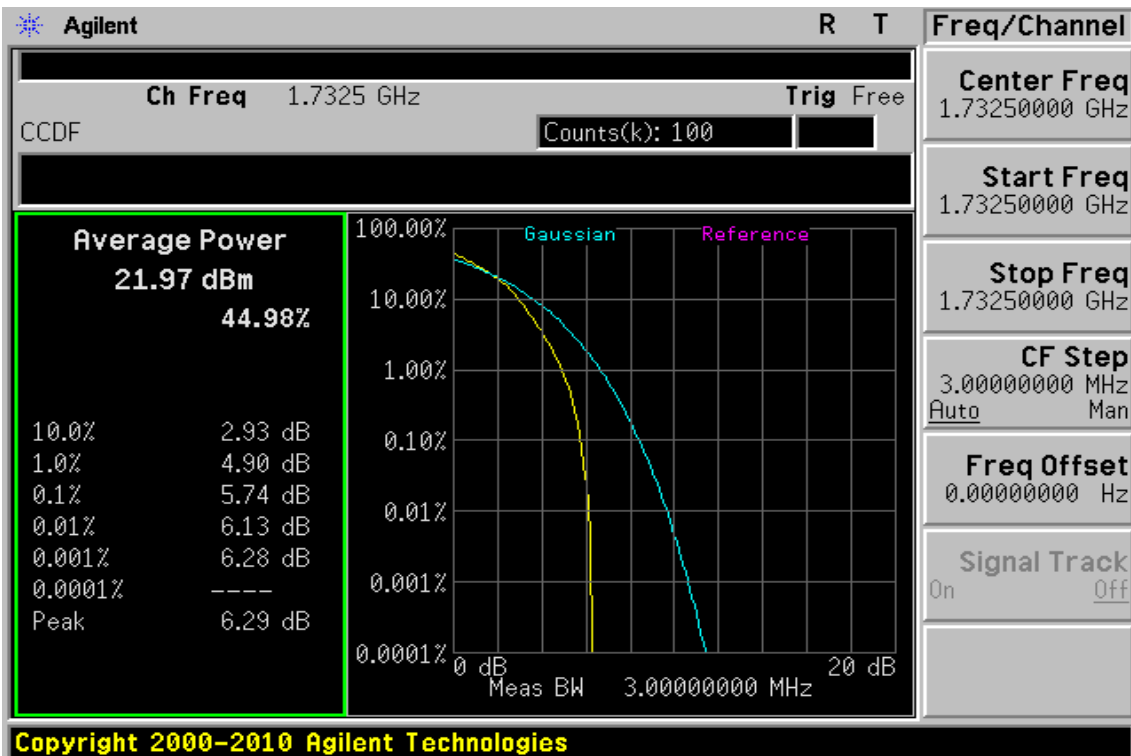 Agilent R T
Ch Freq 1.7325 GHz Trig Free
CCDF
Counts(k): 100
Average Power
21.97 dBm
44.98%
10.0% 2.93 dB
1.0% 4.90 dB
0.1% 5.74 dB
0.01% 6.13 dB
0.001% 6.28 dB
0.0001% ----
Peak 6.29 dB
Gaussian Reference
100.00%
10.00%
1.00%
0.10%
0.01%
0.001%
0.0001%
0 dB 20 dB
Meas BW 3.00000000 MHz
Freq/Channel
Center Freq
1.73250000 GHz
Start Freq
1.73250000 GHz
Stop Freq
1.73250000 GHz
CF Step
3.00000000 MHz
Auto Man
Freq Offset
0.00000000 Hz
Signal Track
On Off
Copyright 2000-2010 Agilent Technologies